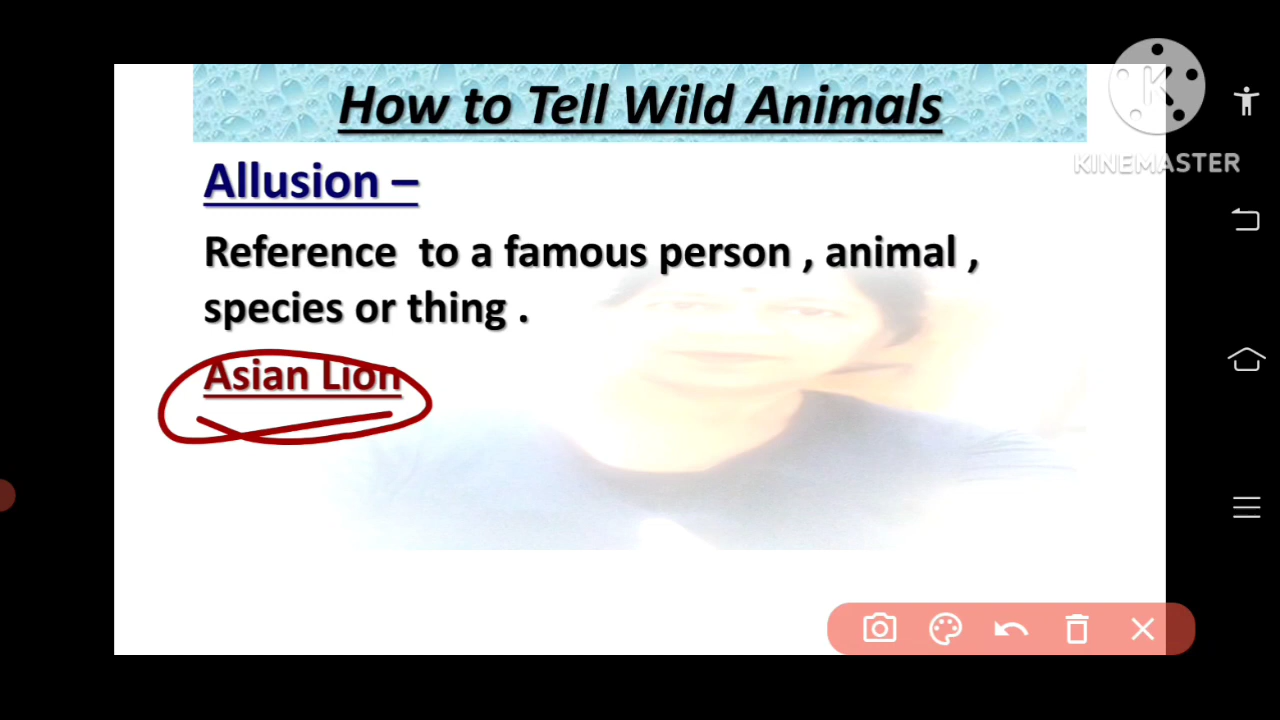 How to Tell Wild Animals
K
KINEMASTER
Allusion –
Reference to a famous person , animal ,
species or thing .
Asian Lion